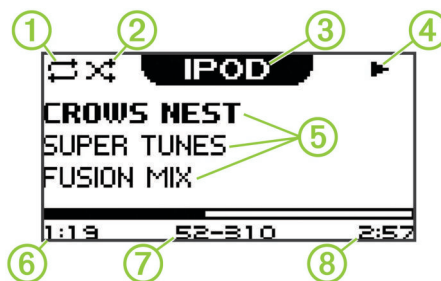 1 2 3 4
IPOD
CROWS NEST
SUPER TUNES 5
FUSION MIX
1:19 52-310 2:57
6 7 8